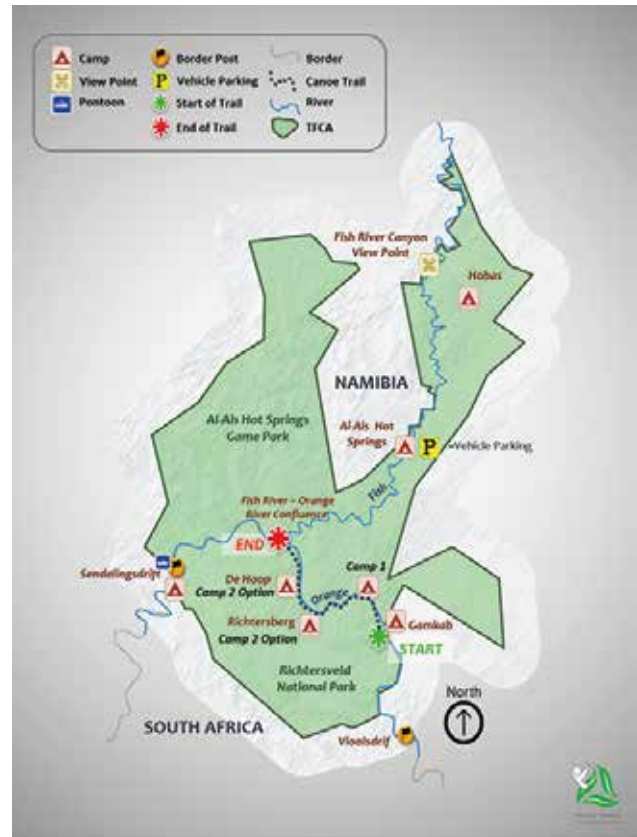 Camp
Border Post
Border
View Point
P
Vehicle Parking
Canoe Trail
Pontoon
Start of Trail
River
End of Trail
TFCA
Fish River Canyon
View Point
Hobas
NAMIBIA
Ai-Ais Hot Springs
Game Park
Ai-Ais Hot
Springs
P
=Vehicle Parking
Fish
Fish River – Orange
River Confluence
END
Sendelingsdrift
De Hoop
Camp 2 Option
Camp 1
Orange
Richtersberg
Camp 2 Option
Gamkab
START
Richtersveld
National Park
North
SOUTH AFRICA
Vioolsdrif